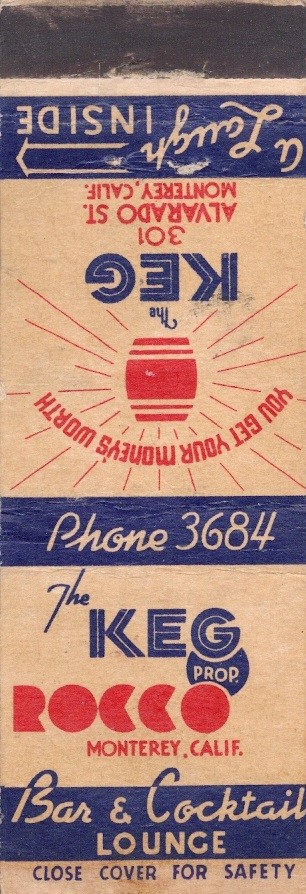 a Laugh
INSIDE
301
ALVARADO ST.
MONTEREY, CALIF.
The
KEG
YOU GET YOUR MONEY'S WORTH
Phone 3684
The
KEG
PROP.
ROCCO
MONTEREY, CALIF.
Bar & Cocktail
LOUNGE
CLOSE COVER FOR SAFETY